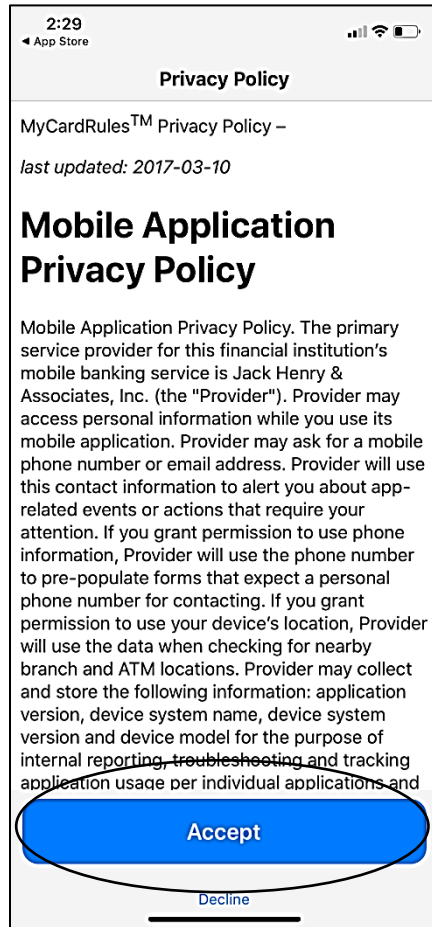 2:29
◀ App Store
Privacy Policy
MyCardRules™ Privacy Policy –
last updated: 2017-03-10
Mobile Application
Privacy Policy
Mobile Application Privacy Policy. The primary
service provider for this financial institution's
mobile banking service is Jack Henry &
Associates, Inc. (the "Provider"). Provider may
access personal information while you use its
mobile application. Provider may ask for a mobile
phone number or email address. Provider will use
this contact information to alert you about app-
related events or actions that require your
attention. If you grant permission to use phone
information, Provider will use the phone number
to pre-populate forms that expect a personal
phone number for contacting. If you grant
permission to use your device's location, Provider
will use the data when checking for nearby
branch and ATM locations. Provider may collect
and store the following information: application
version, device system name, device system
version and device model for the purpose of
internal reporting, troubleshooting and tracking
application usage per individual applications and
Accept
Decline